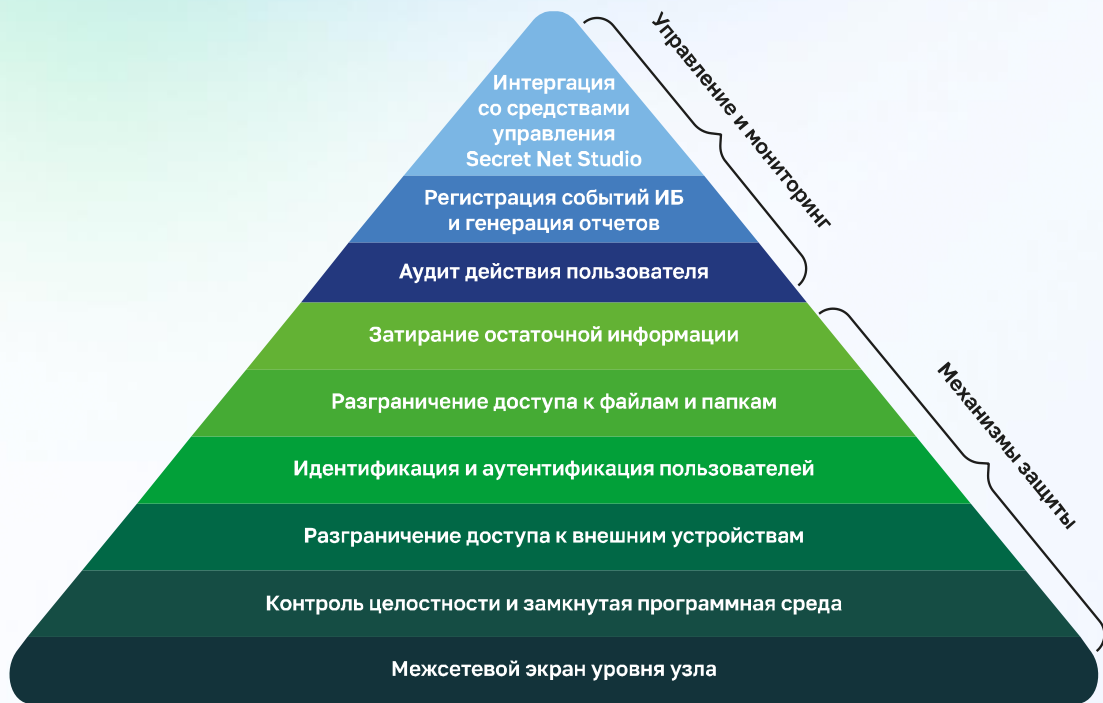 Интергация
со средствами
управления
Secret Net Studio
Регистрация событий ИБ
и генерация отчетов
Аудит действия пользователя
Управление и мониторинг
Затирание остаточной информации
Разграничение доступа к файлам и папкам
Идентификация и аутентификация пользователей
Разграничение доступа к внешним устройствам
Контроль целостности и замкнутая программная среда
Межсетевой экран уровня узла
Механизмы защиты